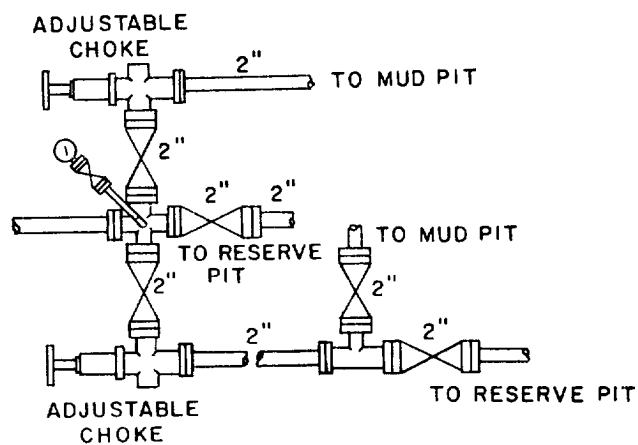 ADJUSTABLE
CHOKE
2"
TO MUD PIT
1
2"
2"
2"
TO RESERVE
PIT
TO MUD PIT
2"
2"
2"
2"
TO RESERVE PIT
ADJUSTABLE
CHOKE